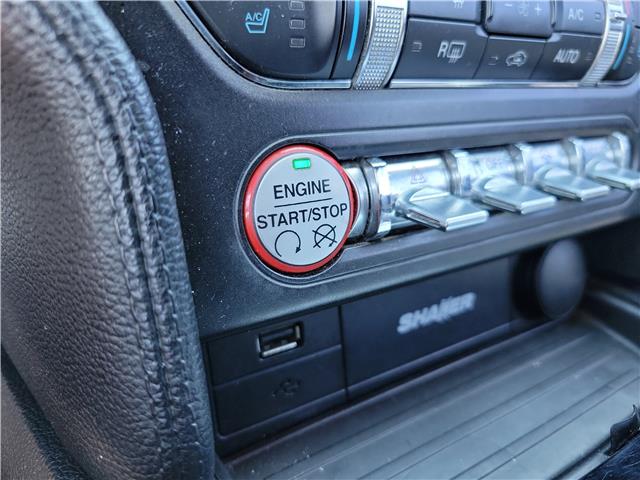 A/C
R
A/C
AUTO
ENGINE
START/STOP
SHAKER